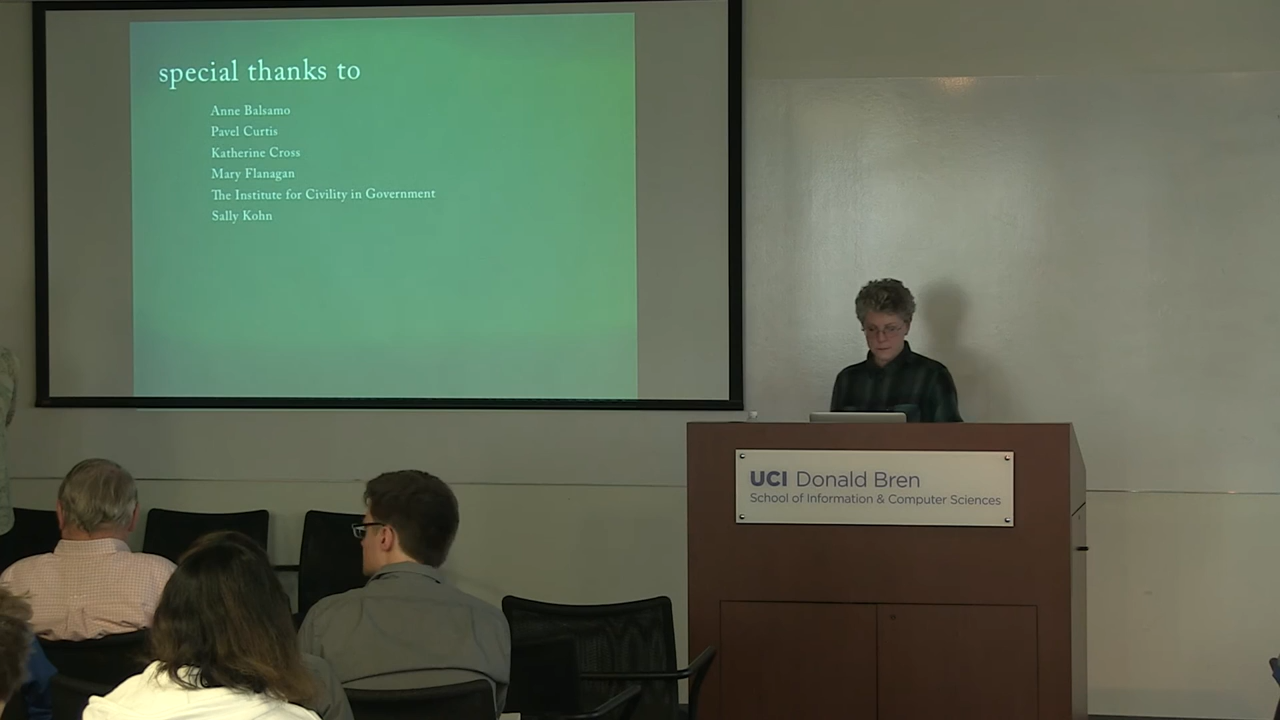 special thanks to
Anne Balsamo
Pavel Curtis
Katherine Cross
Mary Flanagan
The Institute for Civility in Government
Sally Kohn
UCI Donald Bren
School of Information & Computer Sciences